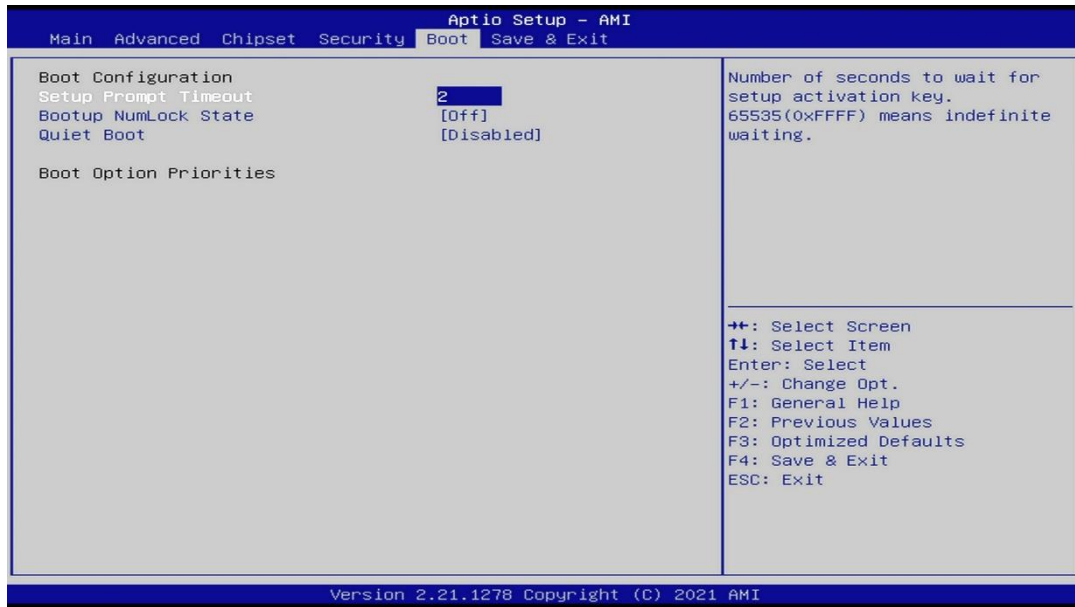 Aptio Setup – AMI
Main Advanced Chipset Security Boot Save & Exit
Boot Configuration
Setup Prompt Timeout 2
Bootup NumLock State [Off]
Quiet Boot [Disabled]
Boot Option Priorities
Number of seconds to wait for
setup activation key.
65535(0xFFFF) means indefinite
waiting.
→←: Select Screen
↑↓: Select Item
Enter: Select
+/-: Change Opt.
F1: General Help
F2: Previous Values
F3: Optimized Defaults
F4: Save & Exit
ESC: Exit
Version 2.21.1278 Copyright (C) 2021 AMI